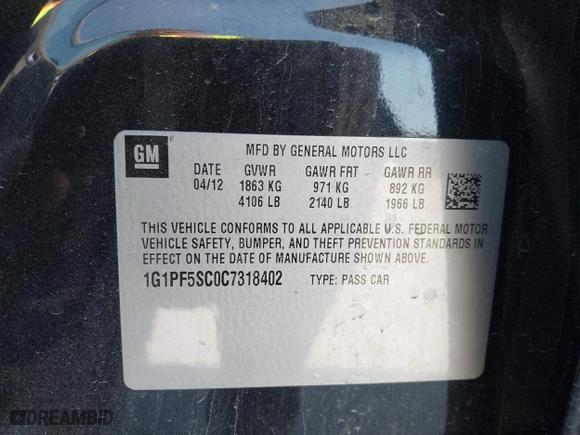 GM
MFD BY GENERAL MOTORS LLC
DATE GVWR GAWR FRT GAWR RR
04/12 1863 KG 971 KG 892 KG
4106 LB 2140 LB 1966 LB
THIS VEHICLE CONFORMS TO ALL APPLICABLE U.S. FEDERAL MOTOR
VEHICLE SAFETY, BUMPER, AND THEFT PREVENTION STANDARDS IN
EFFECT ON THE DATE OF MANUFACTURE SHOWN ABOVE.
1G1PF5SC0C7318402 TYPE: PASS CAR
DREAMBID